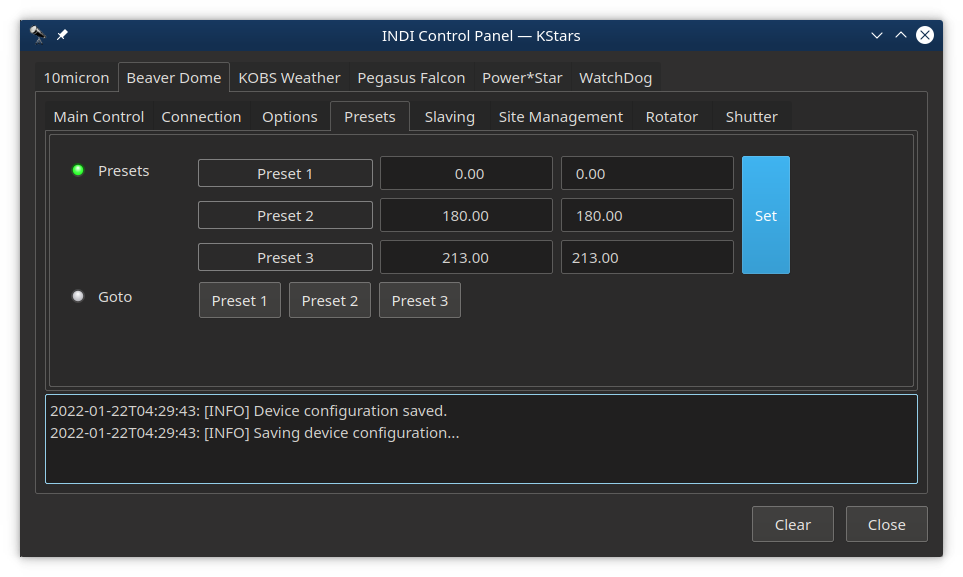 INDI Control Panel — KStars
10micron Beaver Dome KOBS Weather Pegasus Falcon Power*Star WatchDog
Main Control Connection Options Presets Slaving Site Management Rotator Shutter
Presets Preset 1 0.00 0.00
Preset 2 180.00 180.00 Set
Preset 3 213.00 213.00
Goto Preset 1 Preset 2 Preset 3
2022-01-22T04:29:43: [INFO] Device configuration saved.
2022-01-22T04:29:43: [INFO] Saving device configuration...
Clear Close